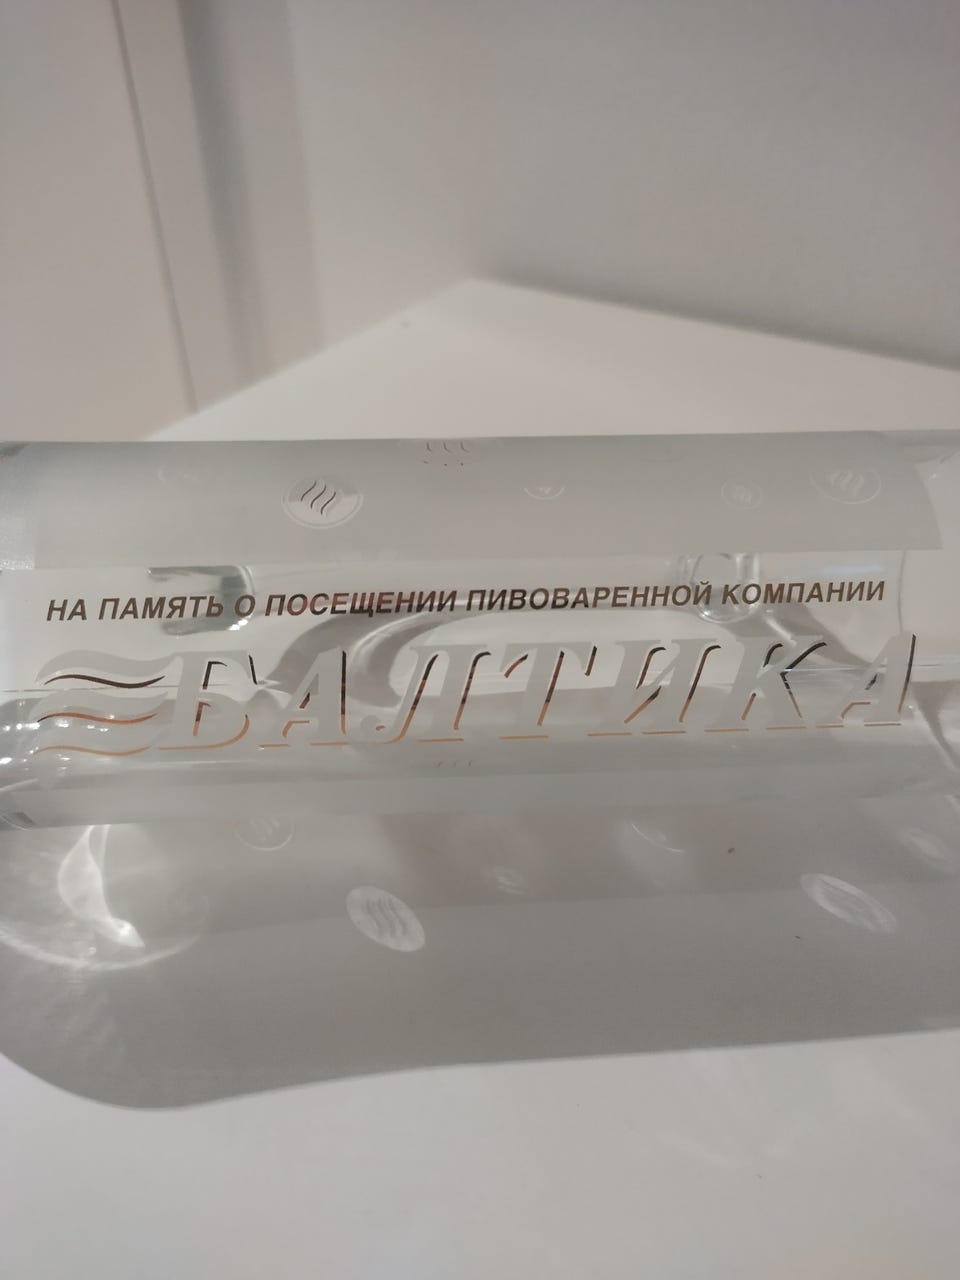 НА ПАМЯТЬ О ПОСЕЩЕНИИ ПИВОВАРЕННОЙ КОМПАНИИ
БАЛТИКА